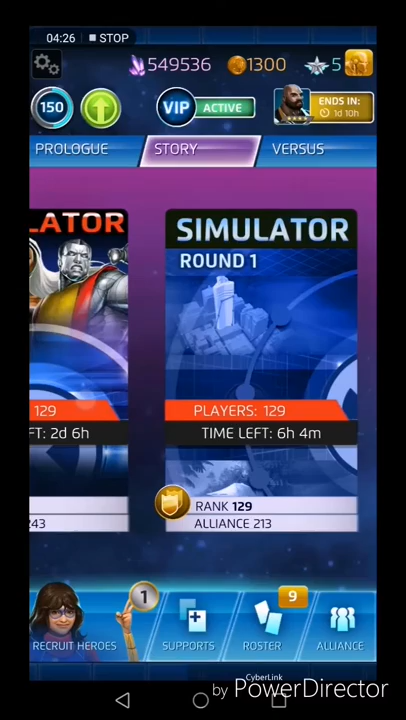 04:26 STOP
549536 1300 5
150 VIP ACTIVE ENDS IN:
1d 10h
PROLOGUE STORY VERSUS
LATOR
SIMULATOR
ROUND 1
129
PLAYERS: 129
FT: 2d 6h
TIME LEFT: 6h 4m
RANK 129
243
ALLIANCE 213
1
9
RECRUIT HEROES SUPPORTS ROSTER ALLIANCE
CyberLink
by PowerDirector